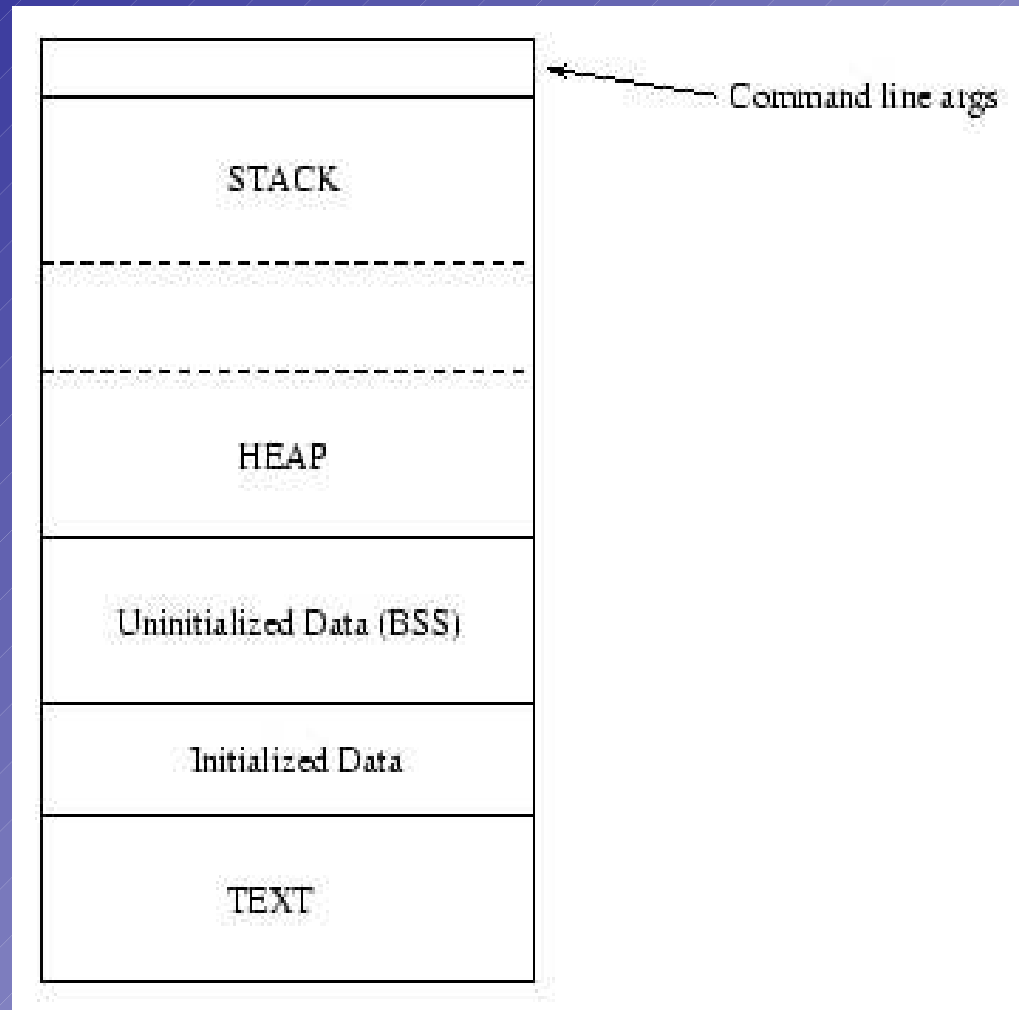 Command line args
STACK
HEAP
Uninitialized Data (BSS)
Initialized Data
TEXT